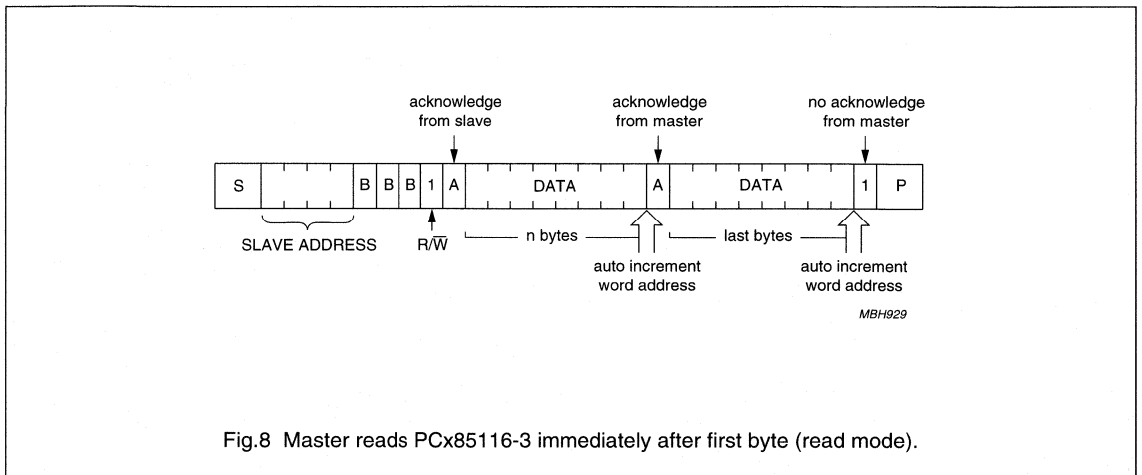 acknowledge
from slave
acknowledge
from master
no acknowledge
from master
S B B B 1 A DATA A DATA 1 P
SLAVE ADDRESS R/W̅ n bytes last bytes
auto increment
word address
auto increment
word address
MBH929
Fig.8 Master reads PCx85116-3 immediately after first byte (read mode).